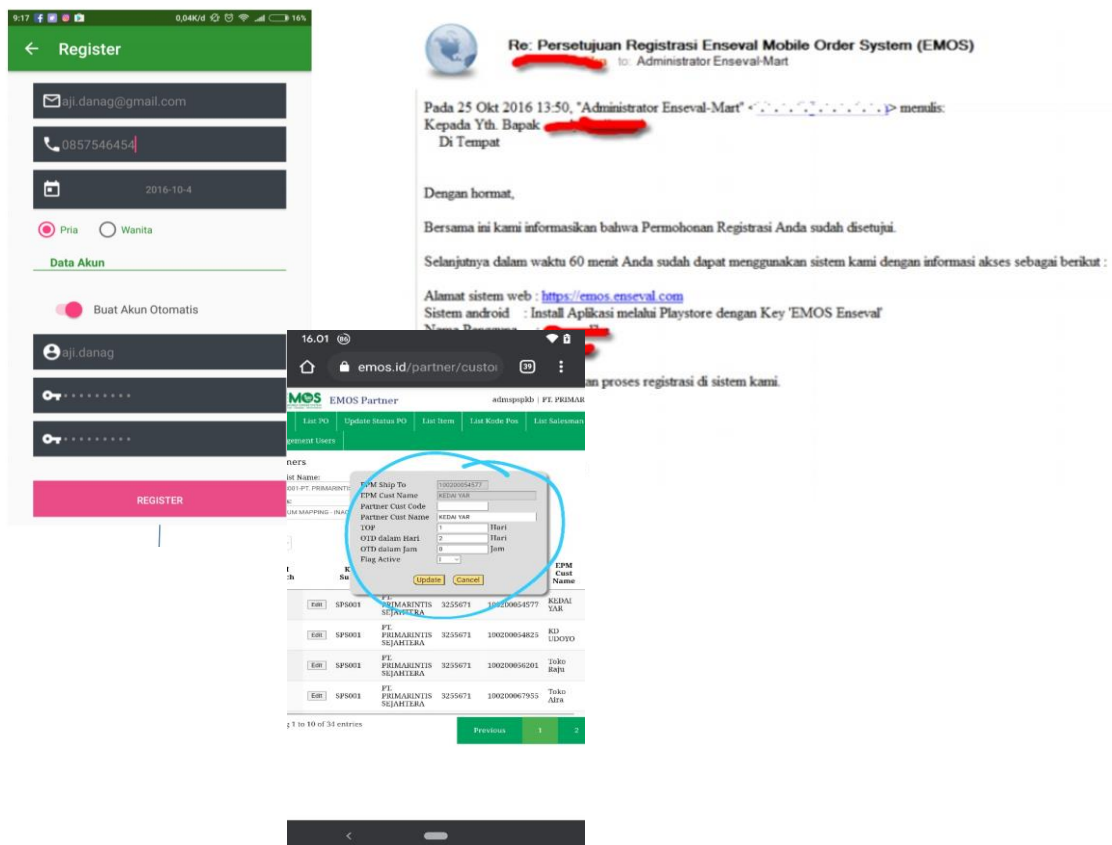 9:17
0,04K/d
16%
Register
aji.danag@gmail.com
0857546454
2016-10-4
Pria
Wanita
Data Akun
Buat Akun Otomatis
aji.danag
REGISTER
Re: Persetujuan Registrasi Enseval Mobile Order System (EMOS)
to: Administrator Enseval-Mart
Pada 25 Okt 2016 13:50, "Administrator Enseval-Mart" < > menulis:
Kepada Yth. Bapak
Di Tempat
Dengan hormat,
Bersama ini kami informasikan bahwa Permohonan Registrasi Anda sudah disetujui.
Selanjutnya dalam waktu 60 menit Anda sudah dapat menggunakan sistem kami dengan informasi akses sebagai berikut :
Alamat sistem web : https://emos.enseval.com
Sistem android : Install Aplikasi melalui Playstore dengan Key 'EMOS Enseval'
an proses registrasi di sistem kami.
16.01 86
emos.id/partner/custo
39
EMOS Partner
admspspkb | PT. PRIMAR
List PO Update Status PO List Item List Kode Pos List Salesman
gement Users
ners
ist Name:
001-PT. PRIMARINTIS
UM MAPPING - INAC
EPM Ship To 100200054577
EPM Cust Name KEDAI YAR
Partner Cust Code
Partner Cust Name KEDAI YAR
TOP 1 Hari
OTD dalam Hari 2 Hari
OTD dalam Jam 0 Jam
Flag Active I
Update Cancel
EPM Cust Name
Edit SPS001 PT. PRIMARINTIS SEJAHTERA 3255671 100200054577 KEDAI YAR
Edit SPS001 PT. PRIMARINTIS SEJAHTERA 3255671 100200054825 KD UDOYO
Edit SPS001 PT. PRIMARINTIS SEJAHTERA 3255671 100200056201 Toko Raju
Edit SPS001 PT. PRIMARINTIS SEJAHTERA 3255671 100200067955 Toko Aira
g 1 to 10 of 34 entries
Previous 1 2